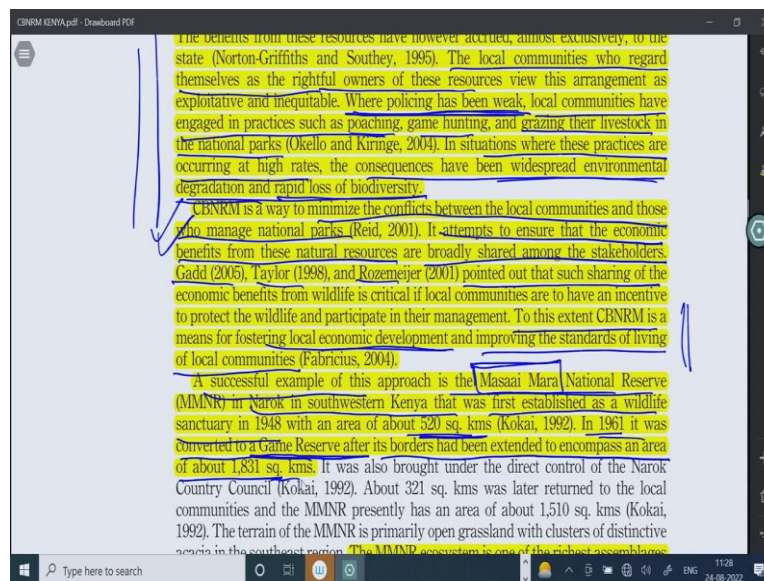 CBNRM KENYA.pdf - Drawboard PDF
The benefits from these resources have however accrued, almost exclusively, to the
state (Norton-Griffiths and Southey, 1995). The local communities who regard
themselves as the rightful owners of these resources view this arrangement as
exploitative and inequitable. Where policing has been weak, local communities have
engaged in practices such as poaching, game hunting, and grazing their livestock in
the national parks (Okello and Kiringe, 2004). In situations where these practices are
occurring at high rates, the consequences have been widespread environmental
degradation and rapid loss of biodiversity.
CBNRM is a way to minimize the conflicts between the local communities and those
who manage national parks (Reid, 2001). It attempts to ensure that the economic
benefits from these natural resources are broadly shared among the stakeholders.
Gadd (2005), Taylor (1998), and Rozemeijer (2001) pointed out that such sharing of the
economic benefits from wildlife is critical if local communities are to have an incentive
to protect the wildlife and participate in their management. To this extent CBNRM is a
means for fostering local economic development and improving the standards of living
of local communities (Fabricius, 2004).
A successful example of this approach is the Masaai Mara National Reserve
(MMNR) in Narok in southwestern Kenya that was first established as a wildlife
sanctuary in 1948 with an area of about 520 sq. kms (Kokai, 1992). In 1961 it was
converted to a Game Reserve after its borders had been extended to encompass an area
of about 1,831 sq. kms. It was also brought under the direct control of the Narok
Country Council (Kokai, 1992). About 321 sq. kms was later returned to the local
communities and the MMNR presently has an area of about 1,510 sq. kms (Kokai,
1992). The terrain of the MMNR is primarily open grassland with clusters of distinctive
acacia in the southeast region. The MMNR ecosystem is one of the richest assemblages
Type here to search
ENG
11:28
24-08-2022